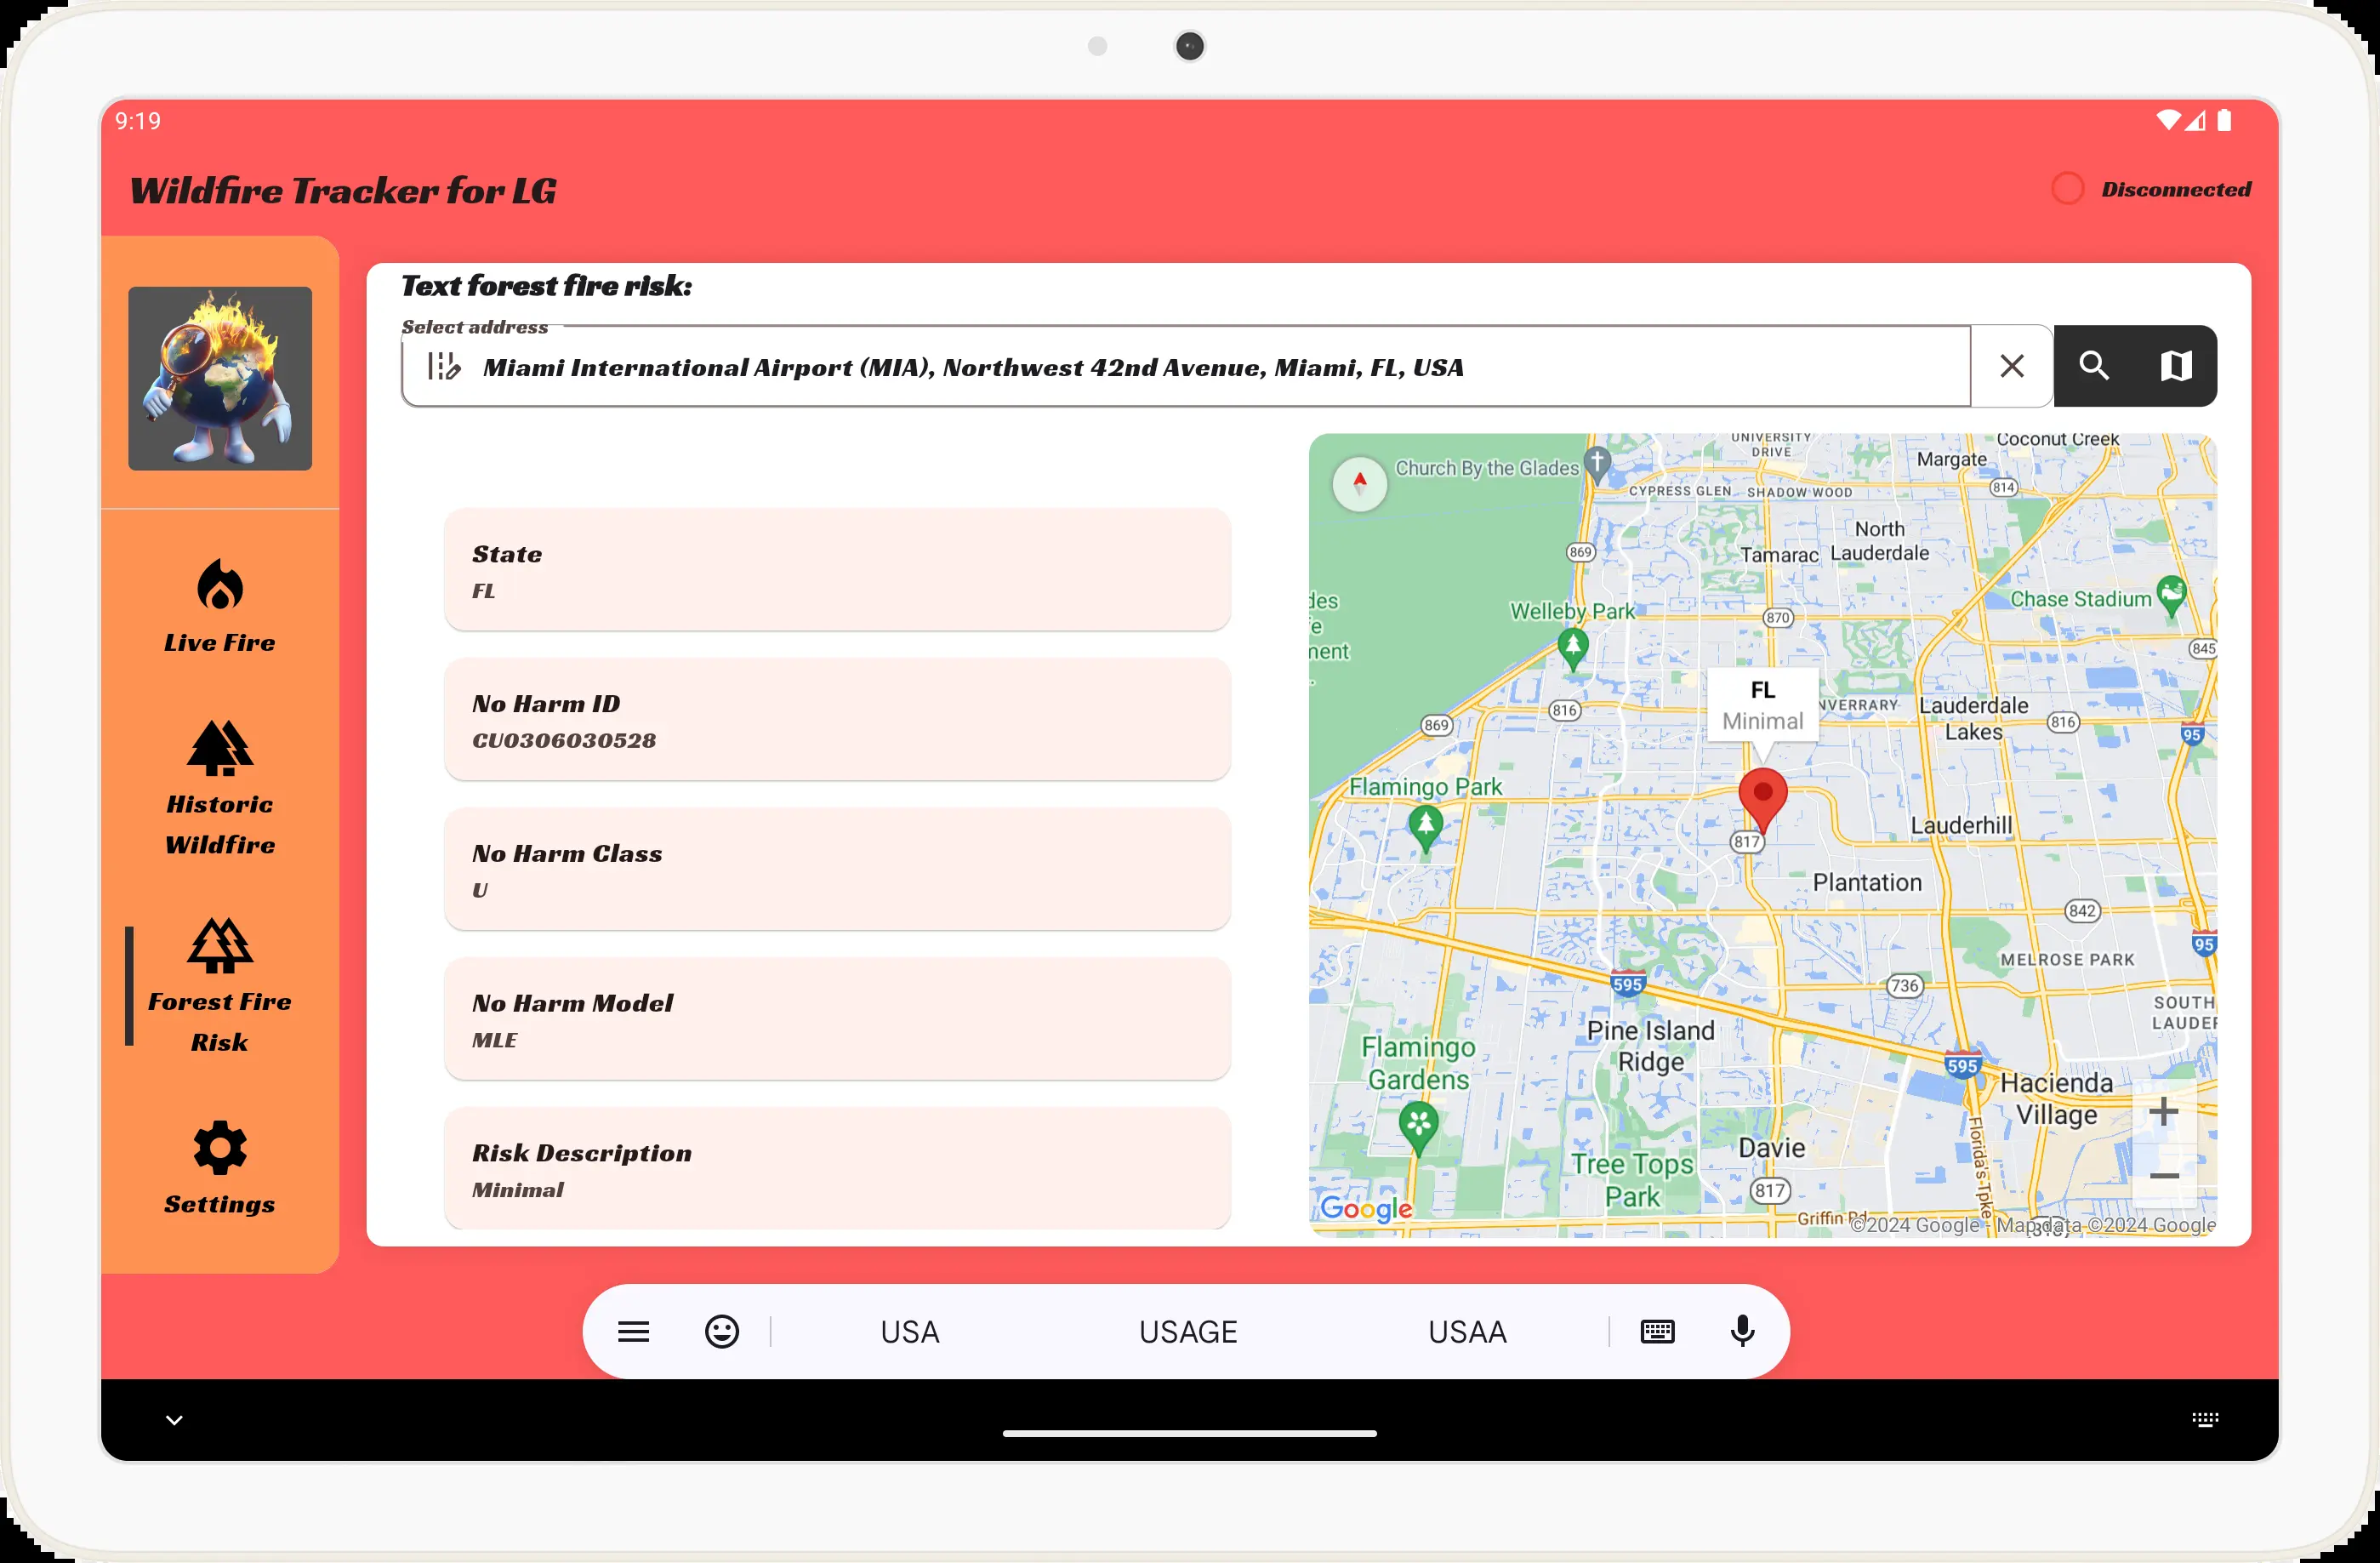 9:19
Wildfire Tracker for LG
Disconnected
Live Fire
Historic
Wildfire
Forest Fire
Risk
Settings
Text forest fire risk:
Select address
Miami International Airport (MIA), Northwest 42nd Avenue, Miami, FL, USA
State
FL
No Harm ID
CU0306030528
No Harm Class
U
No Harm Model
MLE
Risk Description
Minimal
UNIVERSITY
DRIVE
Coconut Creek
Margate
Church By the Glades
CYPRESS GLEN
SHADOW WOOD
814
North
Lauderdale
Tamarac
869
Chase Stadium
des
e
ment
Welleby Park
870
845
FL
Minimal
816
NVERRARY
Lauderdale
Lakes
816
869
95
Flamingo Park
Lauderhill
817
Plantation
842
95
MELROSE PARK
595
736
SOUTH
LAUDER
Pine Island
Ridge
Flamingo
Gardens
595
Hacienda
Village
Florida's Tpke
Davie
Tree Tops
Park
817
Google
Griffin Rd
©2024 Google - Map data ©2024 Google
USA
USAGE
USAA